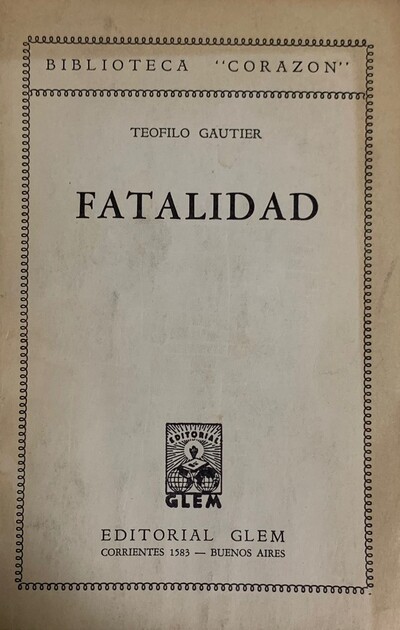 BIBLIOTECA "CORAZON"
TEOFILO GAUTIER
FATALIDAD
EDITORIAL
GLEM
EDITORIAL GLEM
CORRIENTES 1583 — BUENOS AIRES